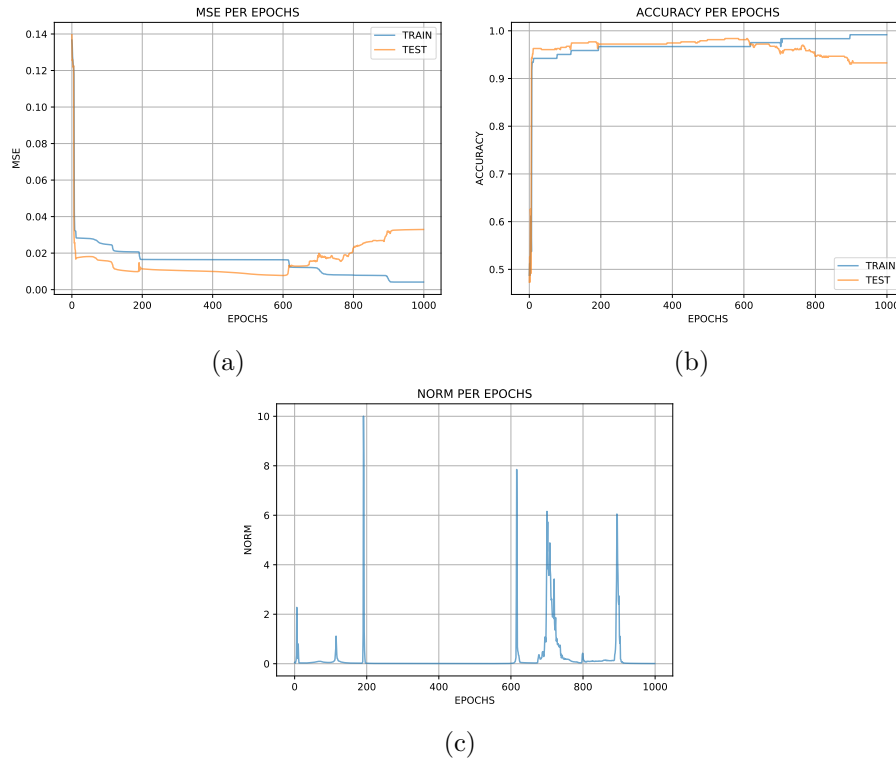 MSE PER EPOCHS
0.14
0.12
0.10
0.08
0.06
0.04
0.02
0.00
MSE
TRAIN
TEST
0 200 400 600 800 1000
EPOCHS
(a)
ACCURACY PER EPOCHS
1.0
0.9
0.8
0.7
0.6
0.5
ACCURACY
TRAIN
TEST
0 200 400 600 800 1000
EPOCHS
(b)
NORM PER EPOCHS
10
8
6
4
2
0
NORM
0 200 400 600 800 1000
EPOCHS
(c)